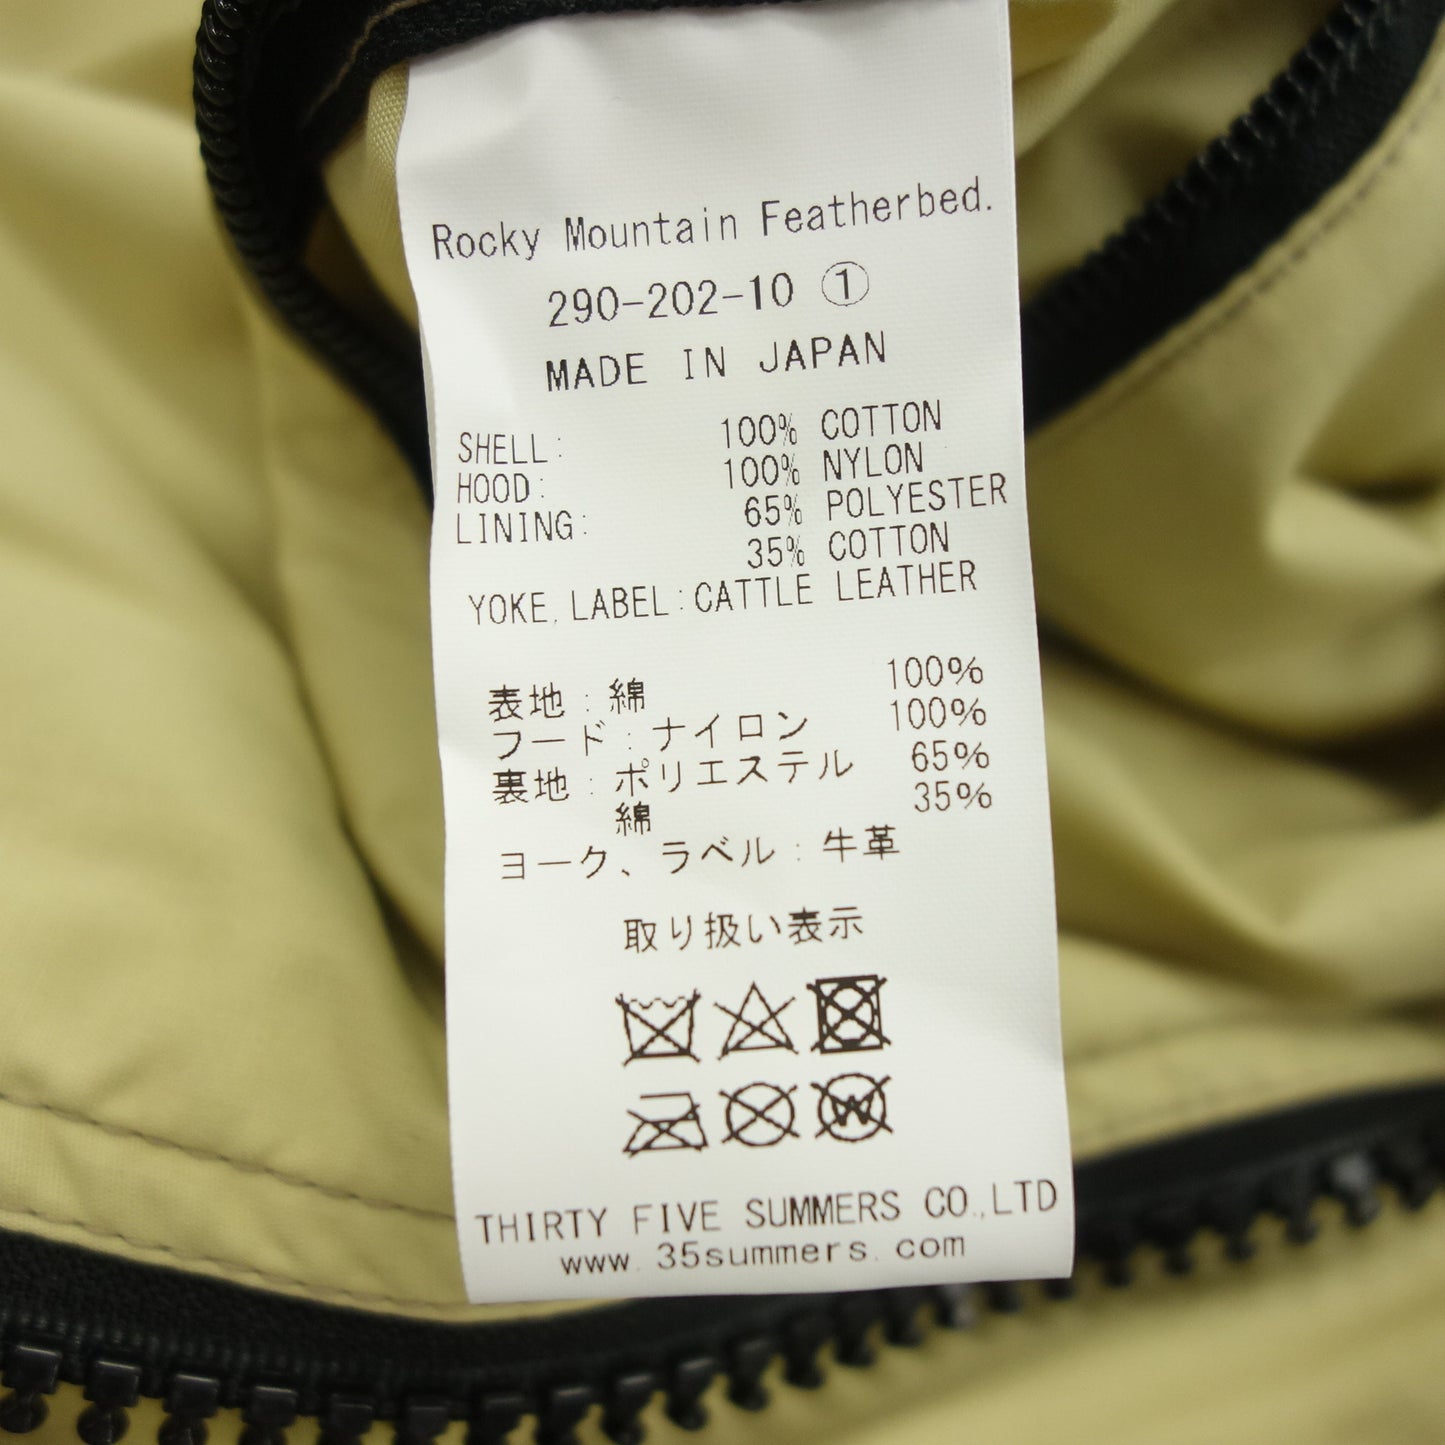 Rocky Mountain Featherbed.
290-202-10 ①
MADE IN JAPAN
SHELL: 100% COTTON
HOOD: 100% NYLON
LINING: 65% POLYESTER
35% COTTON
YOKE, LABEL:CATTLE LEATHER
表地:綿 100%
フード:ナイロン 100%
裏地:ポリエステル 65%
綿 35%
ヨーク、ラベル:牛革
取り扱い表示
W
THIRTY FIVE SUMMERS CO.,LTD
www.35summers.com